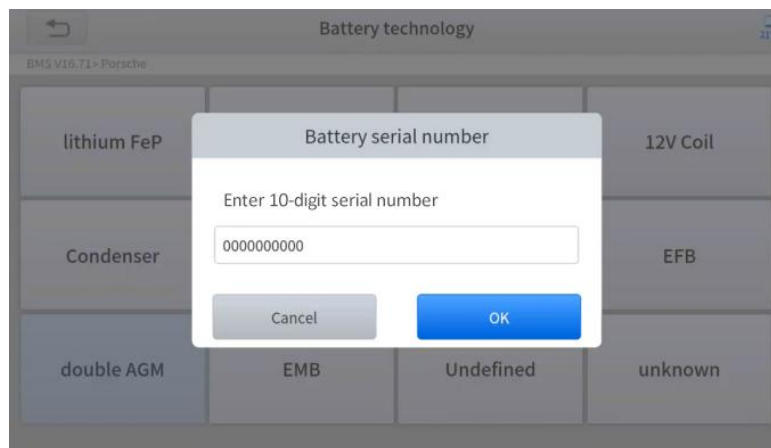 Battery technology
BMS V16.71> Porsche
lithium FeP
12V Coil
Battery serial number
Enter 10-digit serial number
0000000000
Condenser
EFB
Cancel
OK
double AGM
EMB
Undefined
unknown